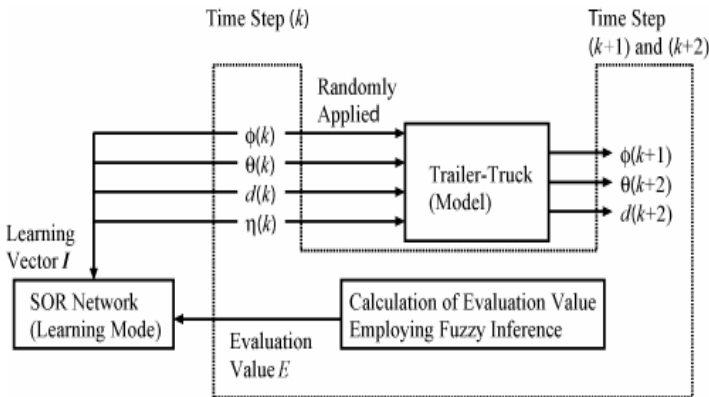 Time Step (k)
Time Step
(k+1) and (k+2)
Randomly
Applied
ϕ(k)
θ(k)
d(k)
η(k)
Trailer-Truck
(Model)
ϕ(k+1)
θ(k+2)
d(k+2)
Learning
Vector I
SOR Network
(Learning Mode)
Calculation of Evaluation Value
Employing Fuzzy Inference
Evaluation
Value E